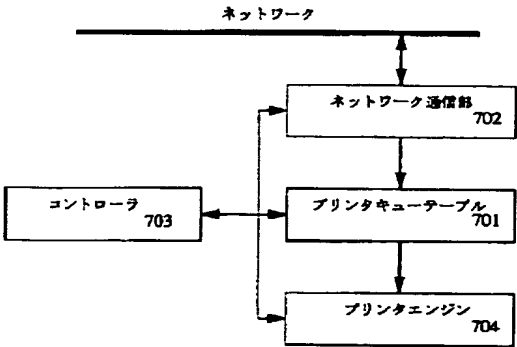 ネットワーク
ネットワーク通信部
702
コントローラ
703
プリンタキューテーブル
701
プリンタエンジン
704